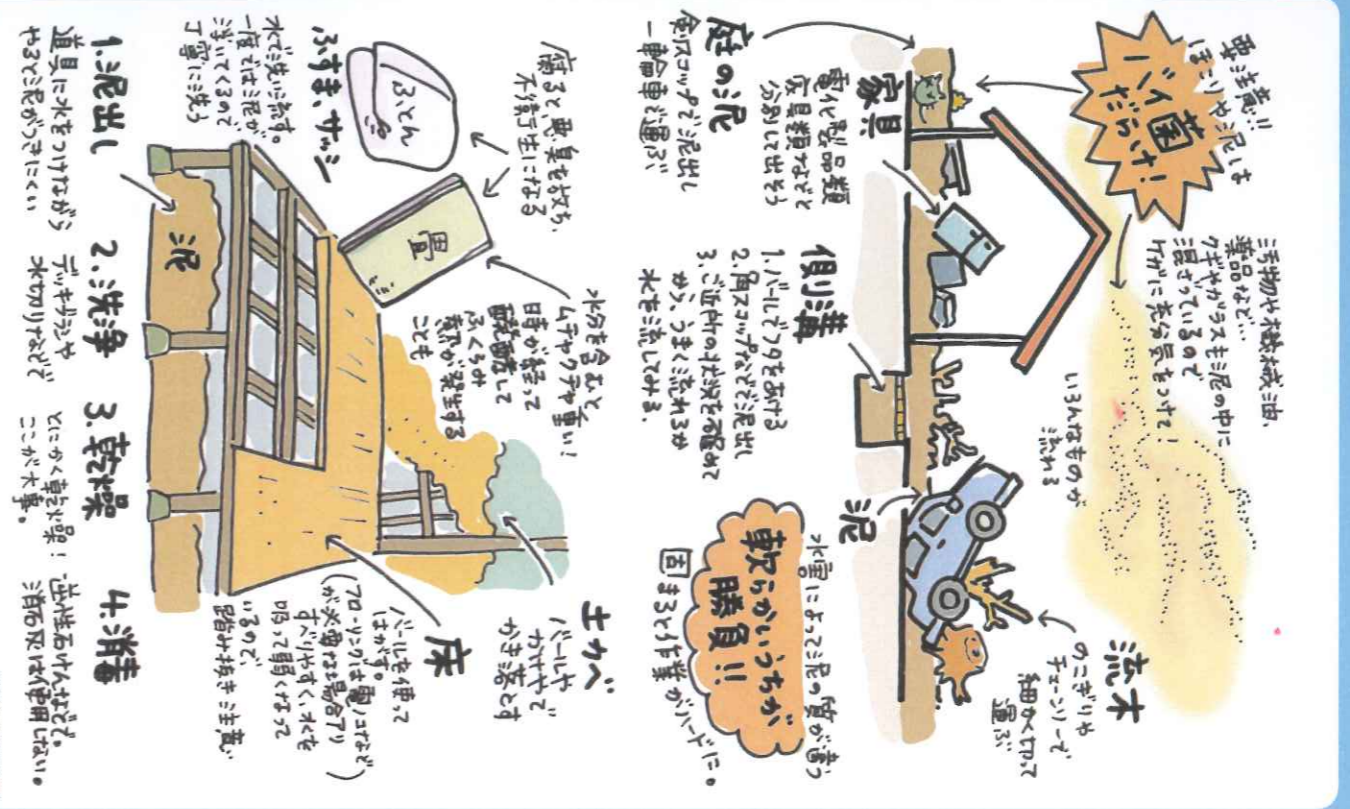 要注意!!
ほこりや泥は
バイ菌
だらけ!
汚物や機械油、
薬品など…
クギやガラスも泥の中に
混ざっているので
ケガに充分気をつけて!
いろんなものが
流れる
流木
のこぎりや
チェーンソーで
細かく切って
運ぶ
家具
電化製品類
家具類などと
分別して出そう
庭の泥
剣スコップで泥出し
一輪車で運ぶ
側溝
1.バールでフタをあける
2.角スコップなどで泥出し
3.ご近所の状況を確めて
から、うまく流れるか
水を流してみる。
泥
水害によって泥の質が違う
軟らかいうちが
勝負!!
固まると作業がハードに。
腐ると悪臭を放ち、
不衛生になる
ふとん
畳
水分を含むと
ムチャクチャ重い!
時が経って
醗酵して
ふくらみ
熱が発生する
ことも
土カベ
バールや
かけやで
かき落とす
床
バールを使って
はがす。
(フローリングは電ノコなど
が必要な場合アリ)
すべりやすく、水を
吸って弱くなって
いるので、
踏み抜き注意
ふすま、サッシ
水で洗い流す。
一度では泥が
浮いてくるので
丁寧に洗う
泥
1.泥出し
道具に水をつけながら
やると泥がつきにくい
2.洗浄
デッキブラシや
水切りなどで
3.乾燥
とにかく乾燥!
ここが大事。
4.消毒
逆性石けんなどで。
消石灰は使用しない。